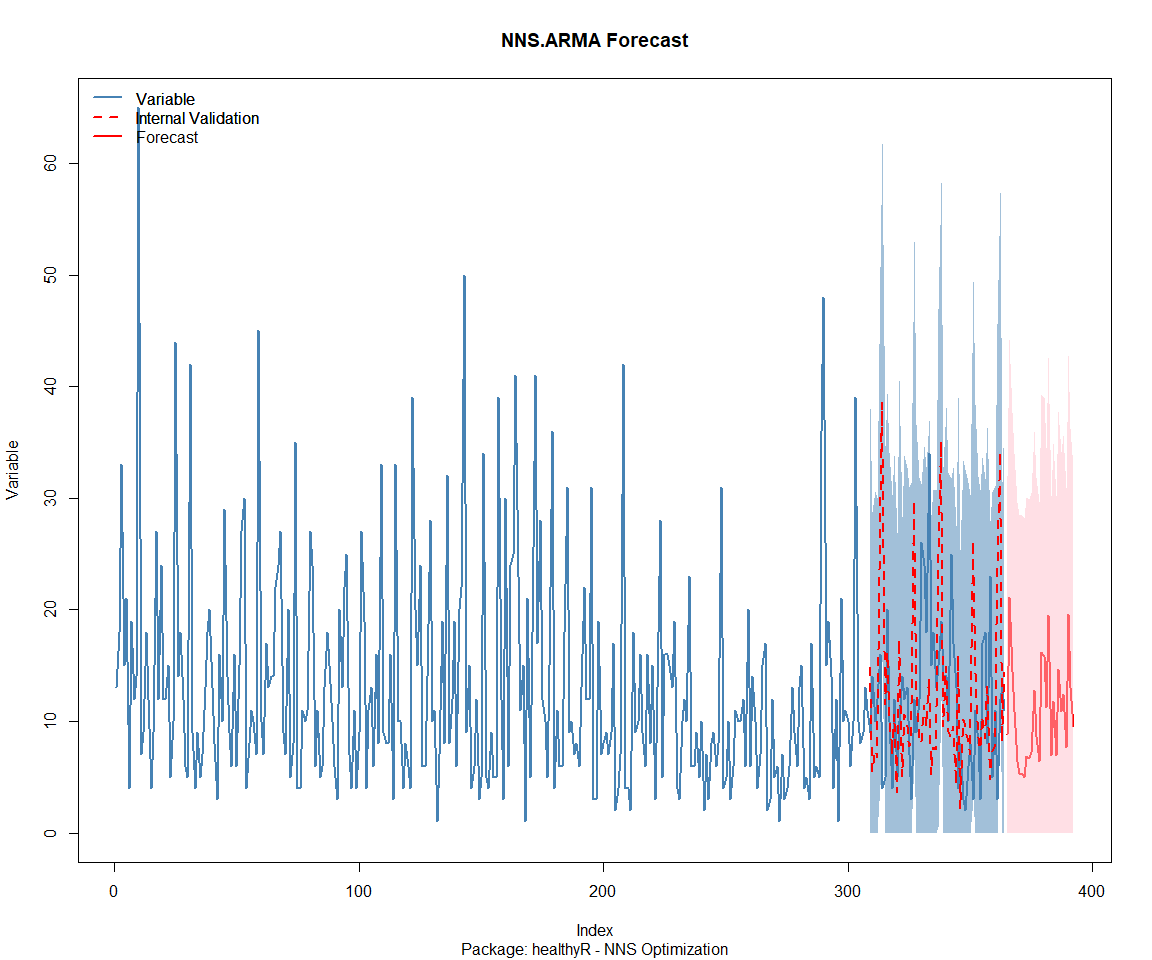 NNS.ARMA Forecast
Variable
Internal Validation
Forecast
Variable
60
50
40
30
20
10
0
0 100 200 300 400
Index
Package: healthyR - NNS Optimization